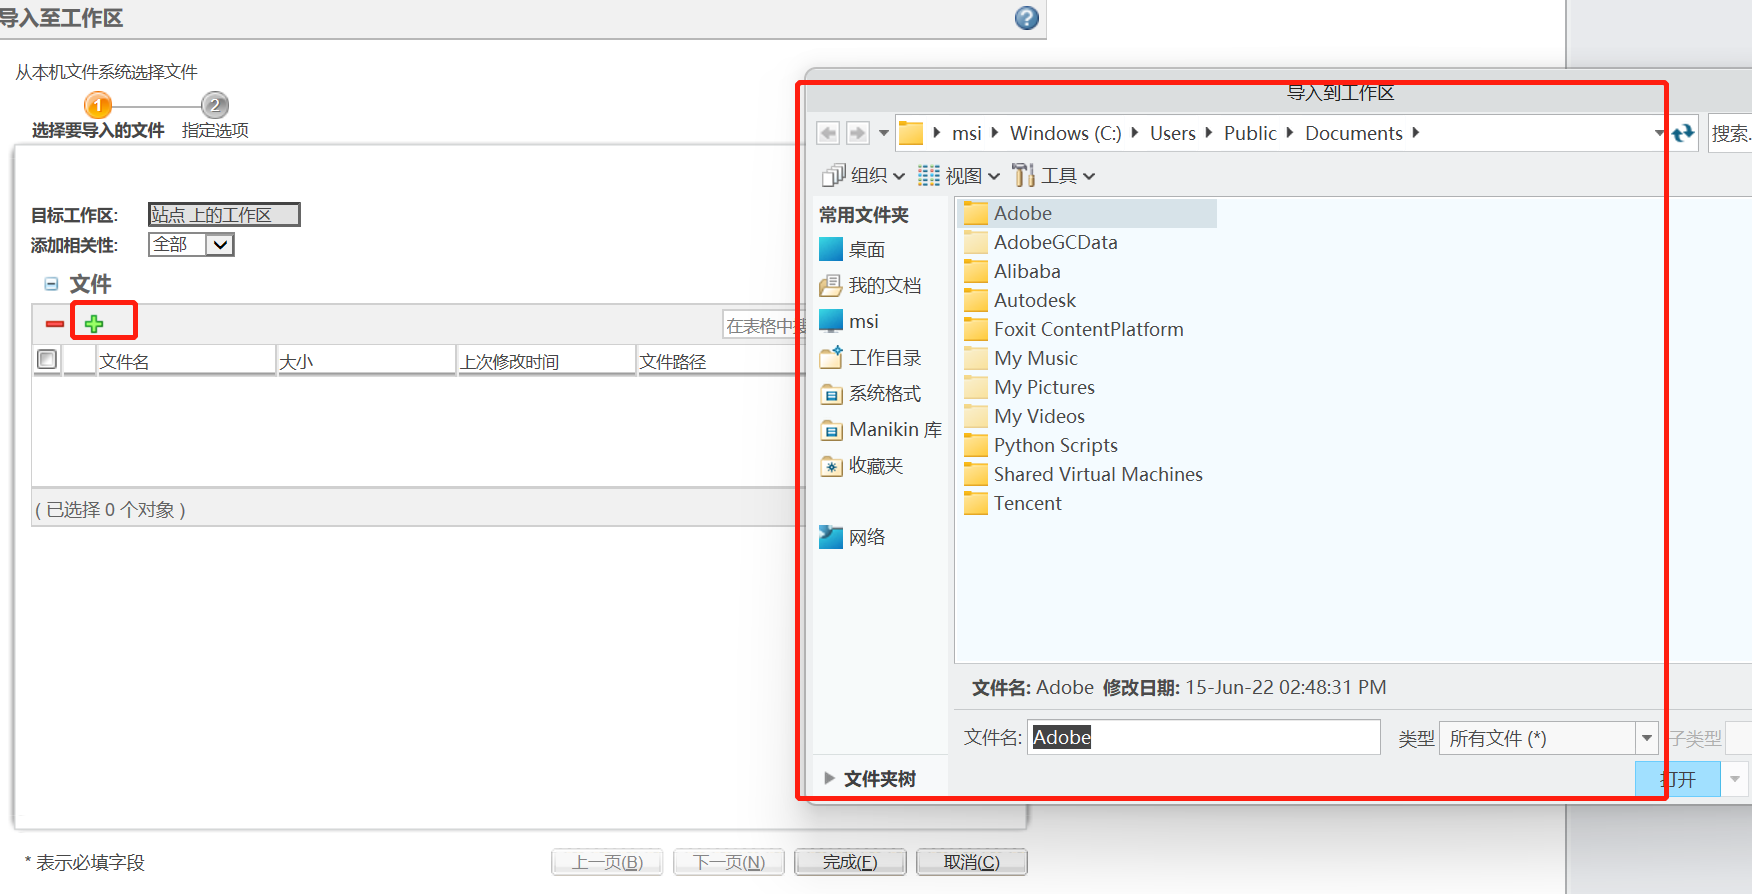 导入至工作区
从本机文件系统选择文件
1 2
选择要导入的文件 指定选项
目标工作区: 站点 上的工作区
添加相关性: 全部
文件
在表格中
文件名 大小 上次修改时间 文件路径
( 已选择 0 个对象 )
* 表示必填字段
上一页(B) 下一页(N) 完成(F) 取消(C)
导入到工作区
msi Windows (C:) Users Public Documents
搜索.
组织 视图 工具
常用文件夹
桌面
我的文档
msi
工作目录
系统格式
Manikin 库
收藏夹
网络
文件夹树
Adobe
AdobeGCData
Alibaba
Autodesk
Foxit ContentPlatform
My Music
My Pictures
My Videos
Python Scripts
Shared Virtual Machines
Tencent
文件名: Adobe 修改日期: 15-Jun-22 02:48:31 PM
文件名: Adobe 类型 所有文件 (*) 子类型
打开